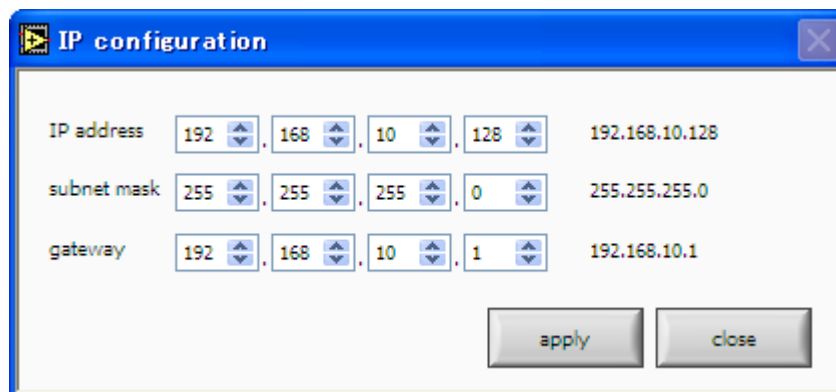 IP configuration
IP address 192 . 168 . 10 . 128 192.168.10.128
subnet mask 255 . 255 . 255 . 0 255.255.255.0
gateway 192 . 168 . 10 . 1 192.168.10.1
apply close